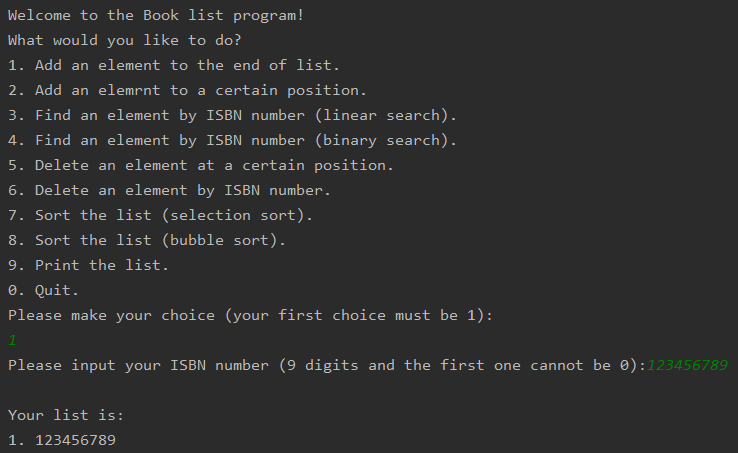 Welcome to the Book list program!
What would you like to do?
1. Add an element to the end of list.
2. Add an elemrnt to a certain position.
3. Find an element by ISBN number (linear search).
4. Find an element by ISBN number (binary search).
5. Delete an element at a certain position.
6. Delete an element by ISBN number.
7. Sort the list (selection sort).
8. Sort the list (bubble sort).
9. Print the list.
0. Quit.
Please make your choice (your first choice must be 1):
1
Please input your ISBN number (9 digits and the first one cannot be 0):123456789
Your list is:
1. 123456789